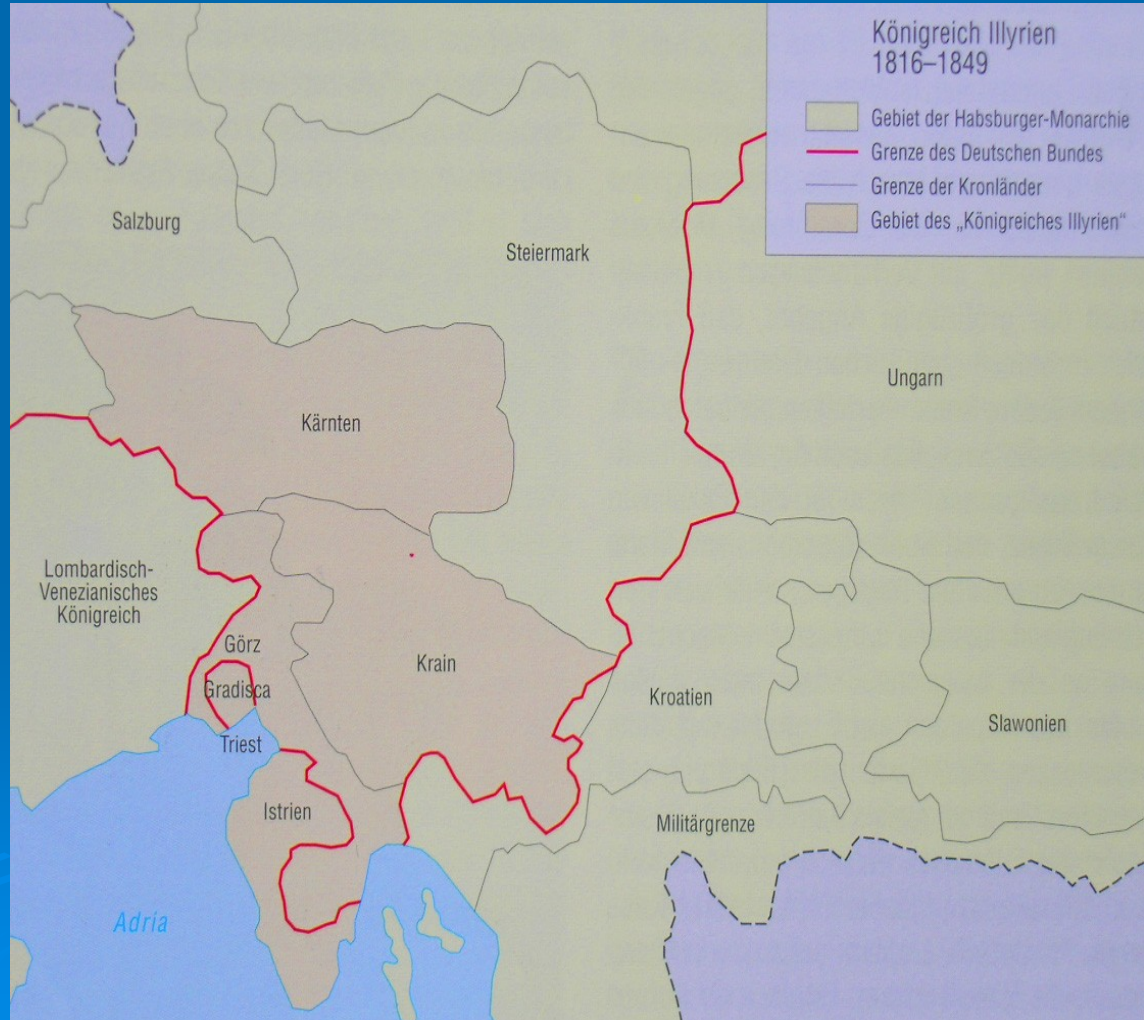 Königreich Illyrien
1816–1849
Gebiet der Habsburger-Monarchie
Grenze des Deutschen Bundes
Grenze der Kronländer
Gebiet des „Königreiches Illyrien“
Salzburg
Steiermark
Ungarn
Kärnten
Lombardisch-
Venezianisches
Königreich
Görz
Gradisca
Krain
Kroatien
Slawonien
Triest
Istrien
Militärgrenze
Adria